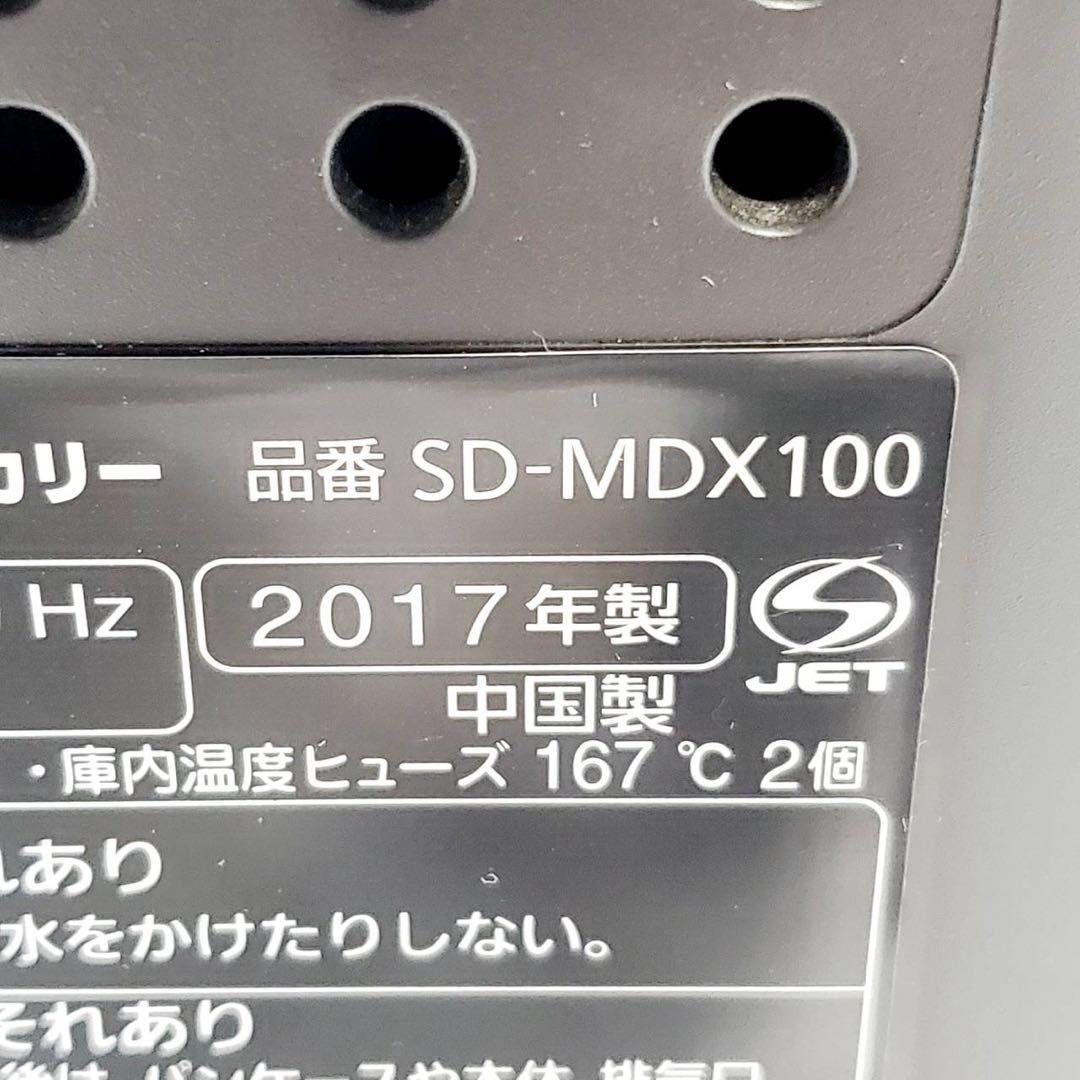 カリー 品番 SD-MDX100
Hz 2017年製 JET
中国製
・庫内温度ヒューズ 167 ℃ 2個
れあり
水をかけたりしない。
それあり